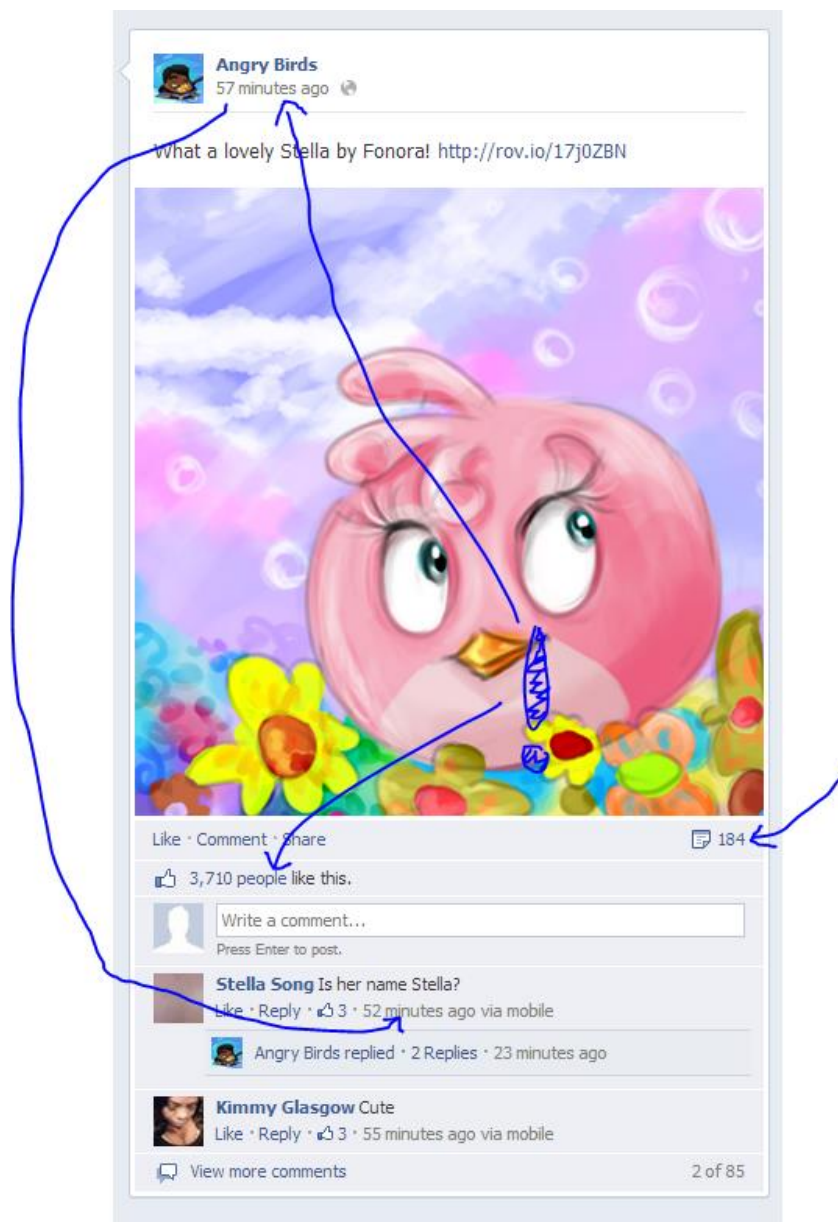 Angry Birds
57 minutes ago
What a lovely Stella by Fonora! http://rov.io/17j0ZBN
Like · Comment · Share 184
3,710 people like this.
Write a comment...
Press Enter to post.
Stella Song Is her name Stella?
Like · Reply · 3 · 52 minutes ago via mobile
Angry Birds replied · 2 Replies · 23 minutes ago
Kimmy Glasgow Cute
Like · Reply · 3 · 55 minutes ago via mobile
View more comments 2 of 85